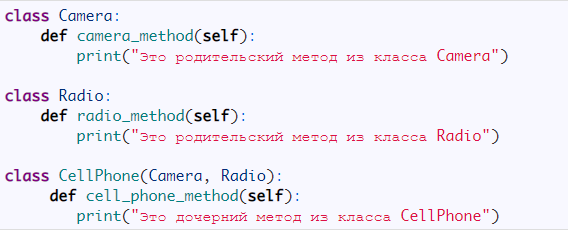 class Camera:
    def camera_method(self):
        print("Это родительский метод из класса Camera")
class Radio:
    def radio_method(self):
        print("Это родительский метод из класса Radio")
class CellPhone(Camera, Radio):
     def cell_phone_method(self):
        print("Это дочерний метод из класса CellPhone")